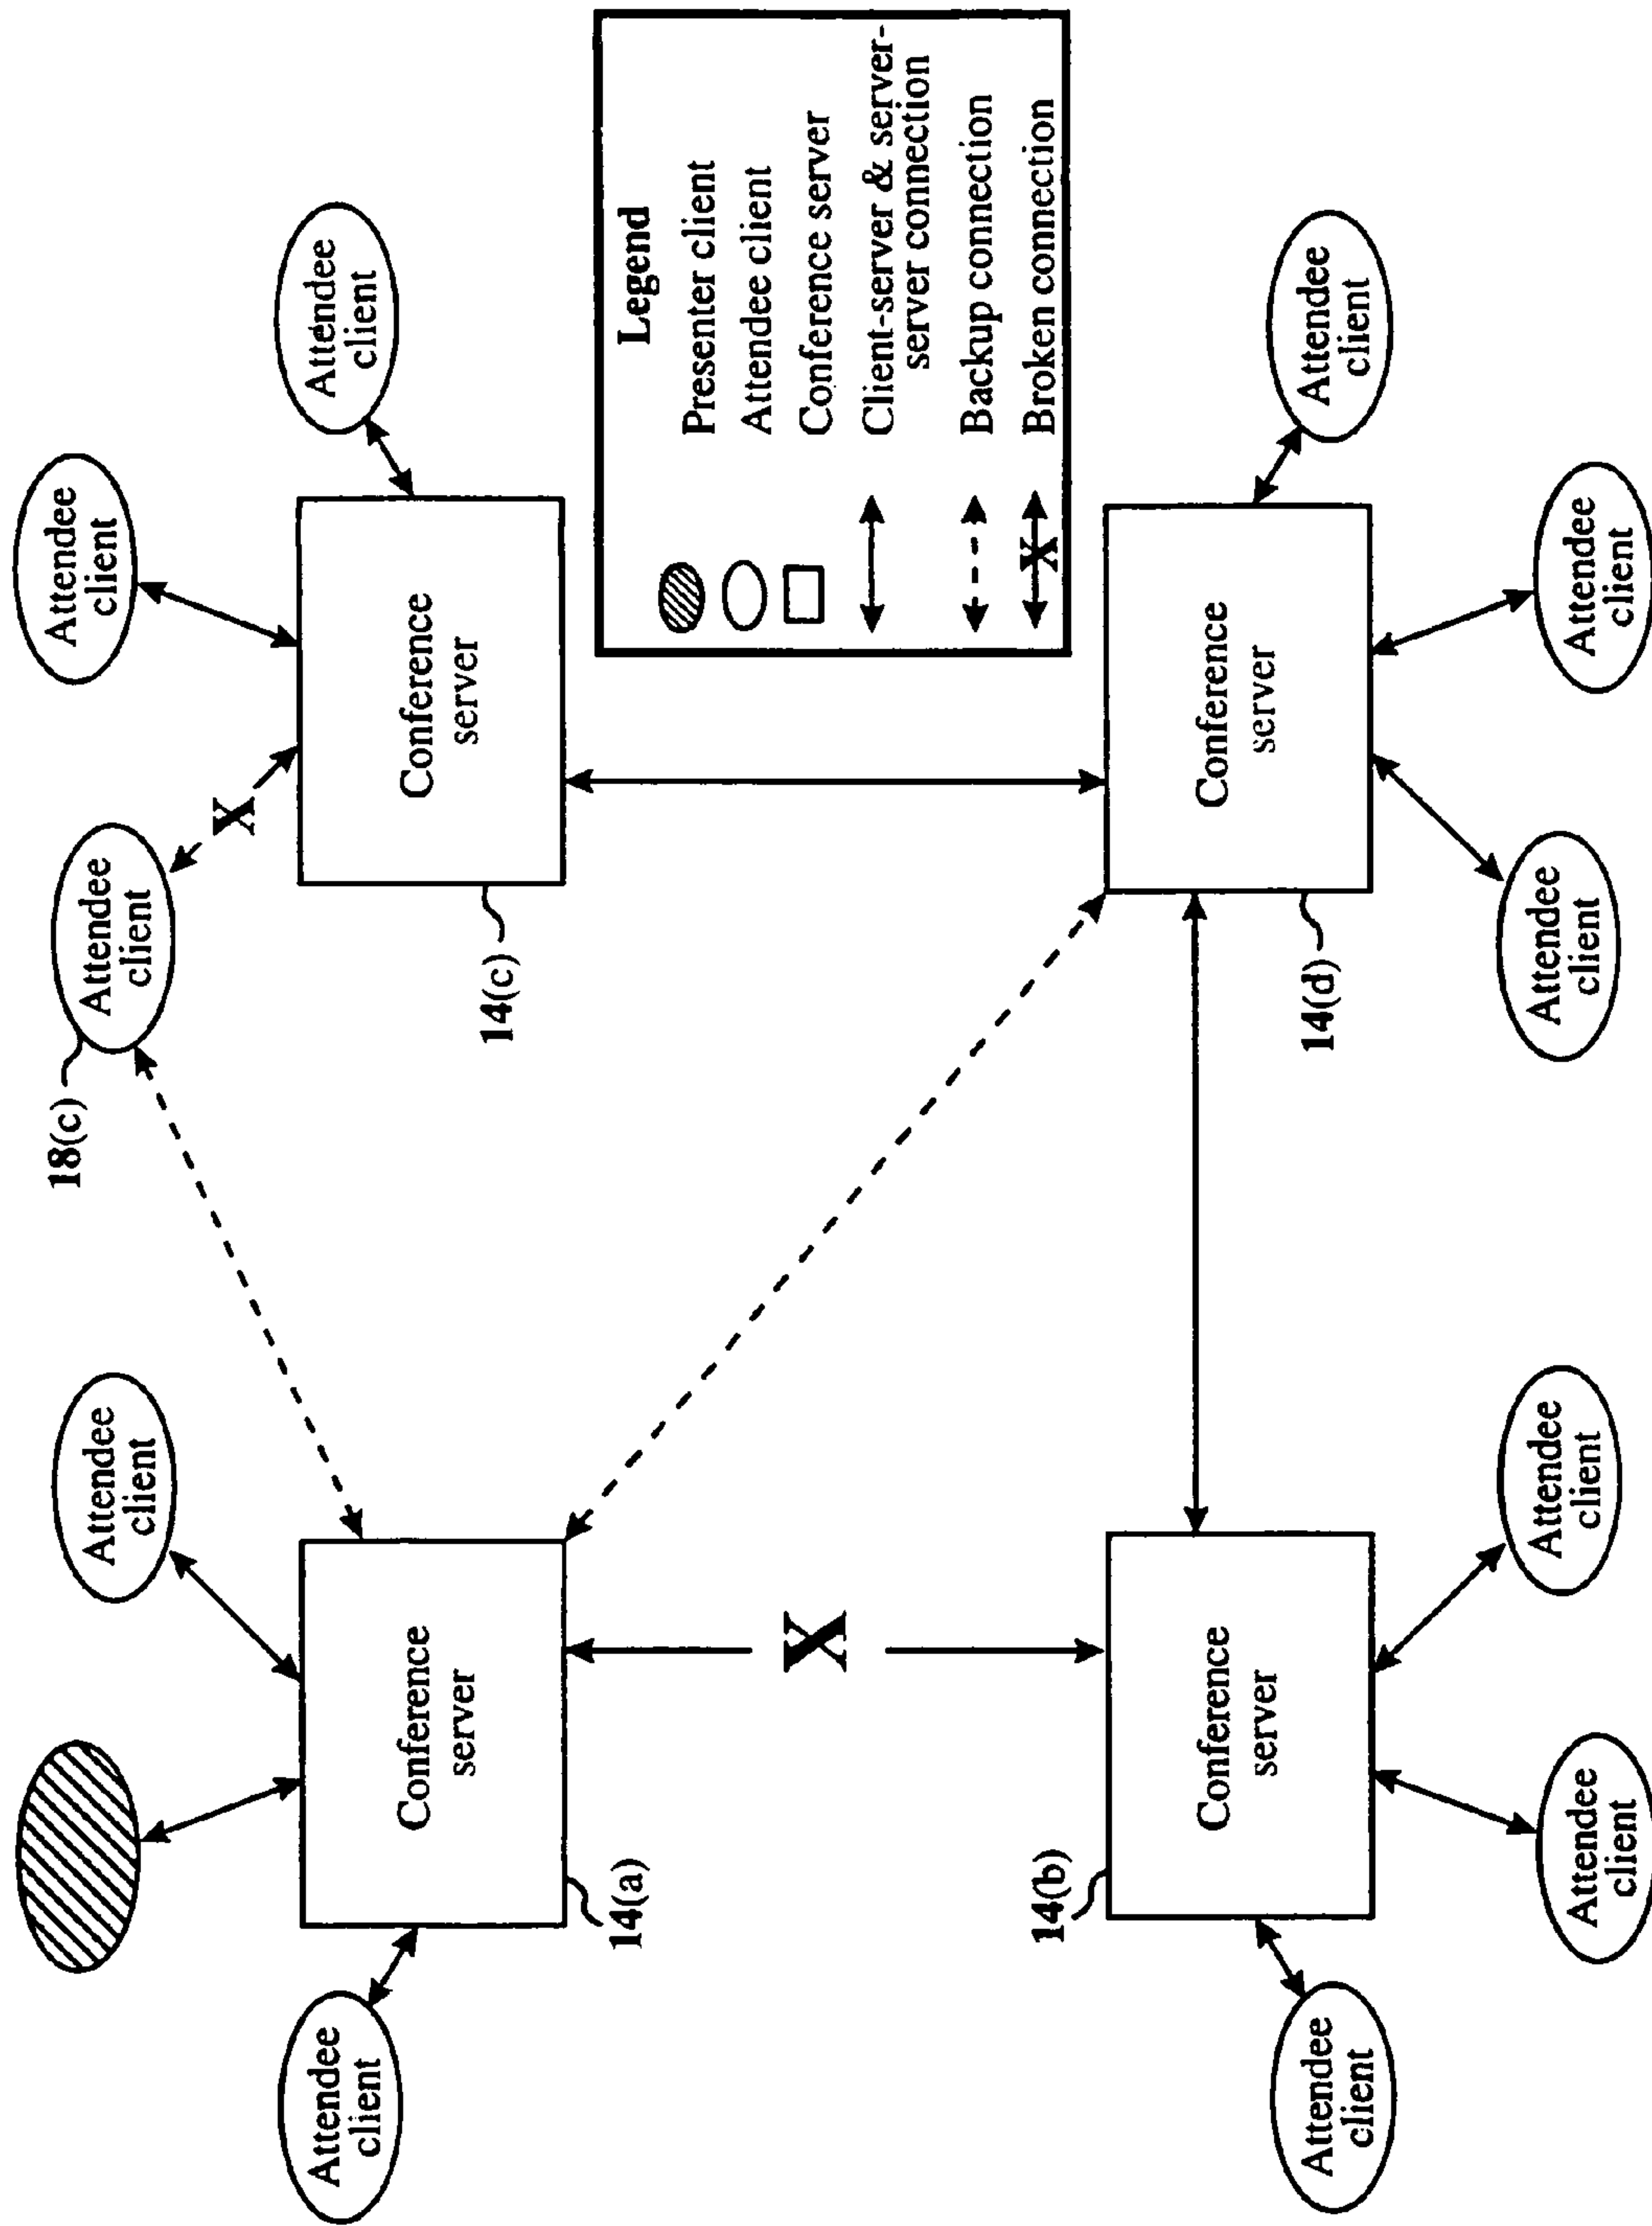 Attendee
client
Attendee
client
18(c)
Attendee
client
Attendee
client
Attendee
client
Conference
server
14(a)
Conference
server
14(c)
X
X
Legend
Presenter client
Attendee client
Conference server
Client-server & server-
server connection
Backup connection
X
Broken connection
14(b)
Conference
server
14(d)
Conference
server
Attendee
client
Attendee
client
Attendee
client
Attendee
client
Attendee
client
Attendee
client